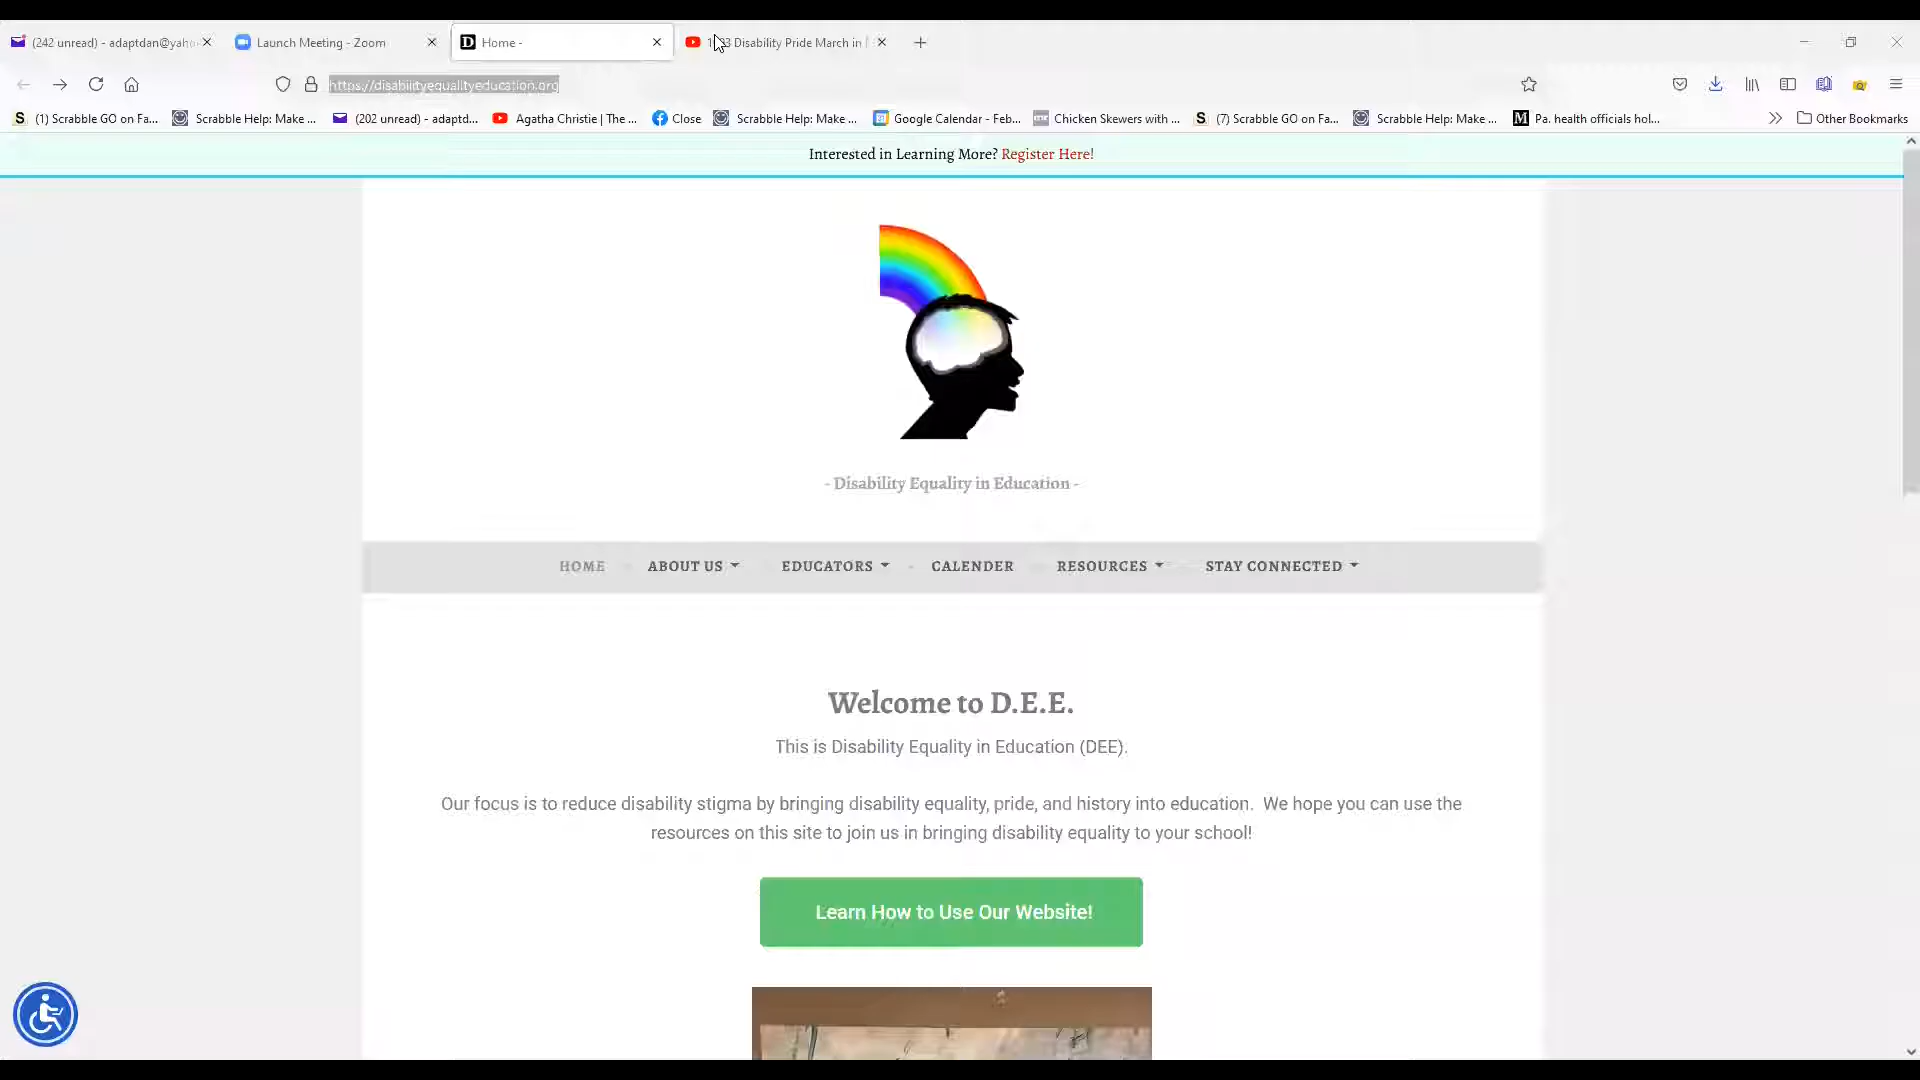 (242 unread) - adaptdan@yaho
Launch Meeting - Zoom
Home -
Disability Pride March in
https://disabilityequalityeducation.org
(1) Scrabble GO on Fa...
Scrabble Help: Make ...
(202 unread) - adaptd...
Agatha Christie | The ...
Close
Scrabble Help: Make ...
Google Calendar - Feb...
Chicken Skewers with ...
(7) Scrabble GO on Fa...
Scrabble Help: Make ...
Pa. health officials hol...
Other Bookmarks
Interested in Learning More? Register Here!
- Disability Equality in Education -
HOME
ABOUT US
EDUCATORS
CALENDER
RESOURCES
STAY CONNECTED
Welcome to D.E.E.
This is Disability Equality in Education (DEE).
Our focus is to reduce disability stigma by bringing disability equality, pride, and history into education. We hope you can use the
resources on this site to join us in bringing disability equality to your school!
Learn How to Use Our Website!